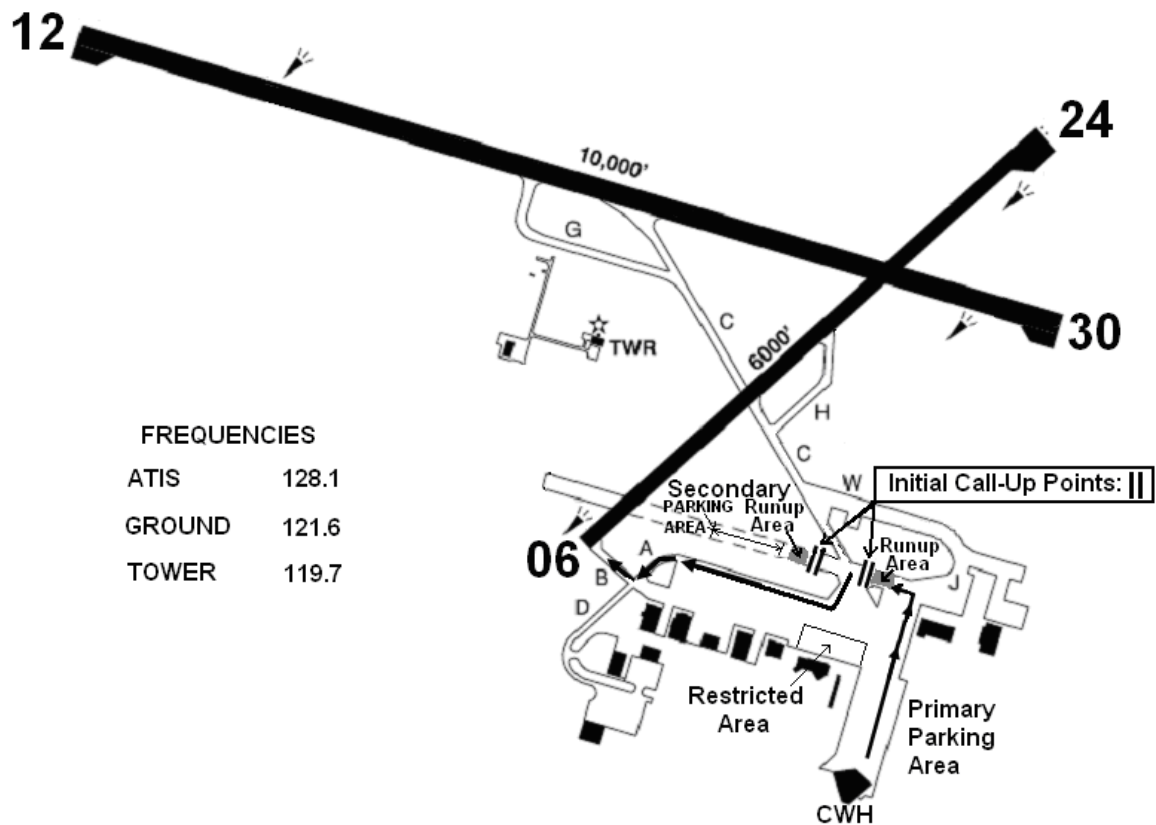 12
24
10,000'
G
C
TWR
6000'
30
H
FREQUENCIES
ATIS 128.1
GROUND 121.6
TOWER 119.7
C
W
Initial Call-Up Points: ||
Secondary
PARKING
AREA
Runup
Area
Runup
Area
06
A
B
D
J
Restricted
Area
Primary
Parking
Area
CWH